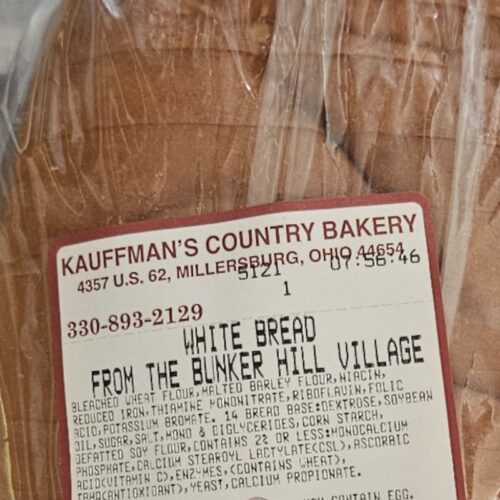 KAUFFMAN'S COUNTRY BAKERY
4357 U.S. 62, MILLERSBURG, OHIO 44654
5121 07:56:46
1
330-893-2129
WHITE BREAD
FROM THE BUNKER HILL VILLAGE
BLEACHED WHEAT FLOUR,MALTED BARLEY FLOUR,NIACIN,
REDUCED IRON,THIAMINE MONONITRATE,RIBOFLAVIN,FOLIC
ACID,POTASSIUM BROMATE, 14 BREAD BASE:DEXTROSE,SOYBEAN
OIL,SUGAR,SALT,MONO & DIGLYCERIDES,CORN STARCH,
DEFATTED SOY FLOUR,CONTAINS 2% OR LESS:MONOCALCIUM
PHOSPHATE,CALCIUM STEAROYL LACTYLATE(CSL),ASCORBIC
ACID(VITAMIN C),ENZYMES,(CONTAINS WHEAT),
TBHQ(ANTIOXIDANT),YEAST,CALCIUM PROPIONATE.
CONTAIN EGG,